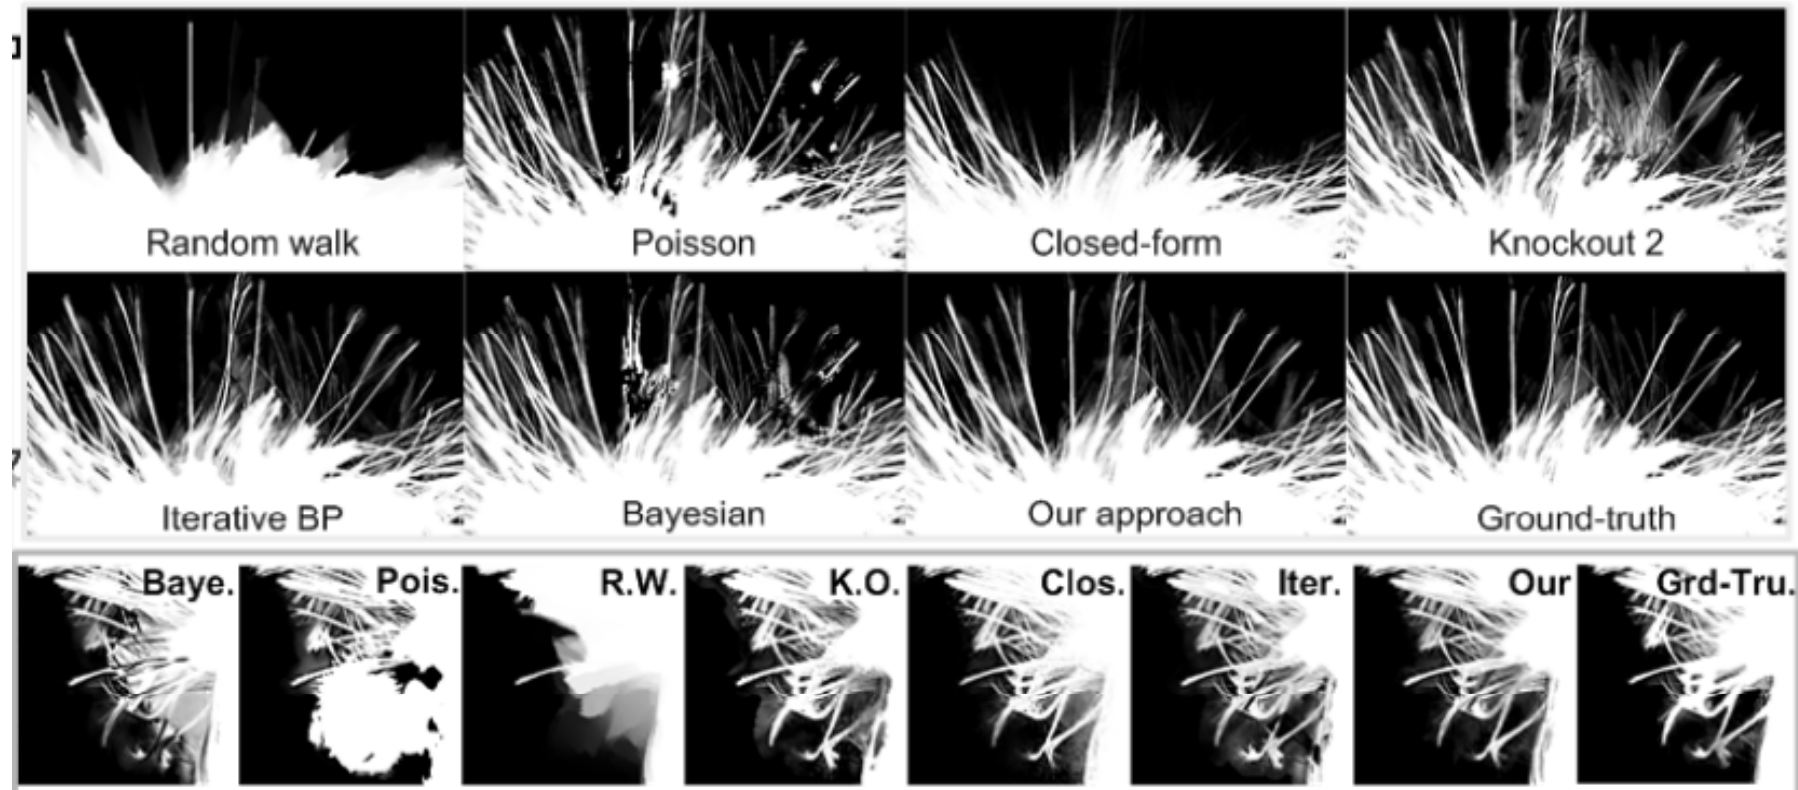 Random walk
Poisson
Closed-form
Knockout 2
Iterative BP
Bayesian
Our approach
Ground-truth
Baye.
Pois.
R.W.
K.O.
Clos.
Iter.
Our
Grd-Tru.